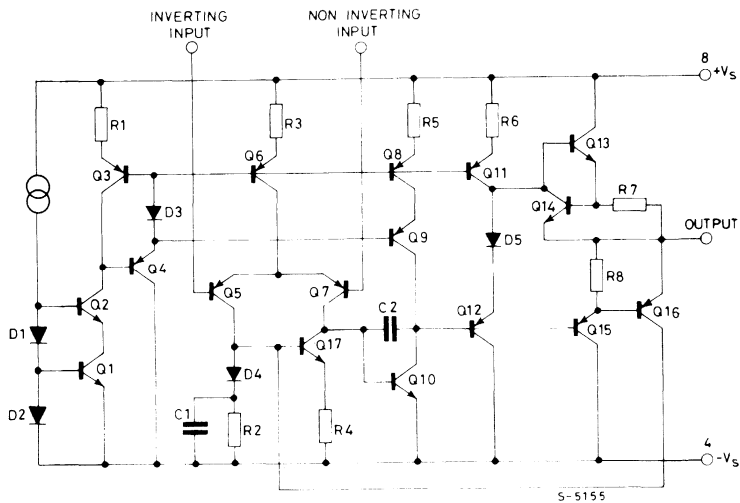 INVERTING INPUT
NON INVERTING INPUT
8
+Vs
R1
R3
R5
R6
Q13
Q3
Q6
Q8
Q11
R7
Q14
D3
OUTPUT
Q9
Q4
D5
R8
Q5
Q7
C2
Q2
Q12
Q16
D1
Q17
Q15
Q1
D4
Q10
D2
C1
R2
R4
4
-Vs
S-5155